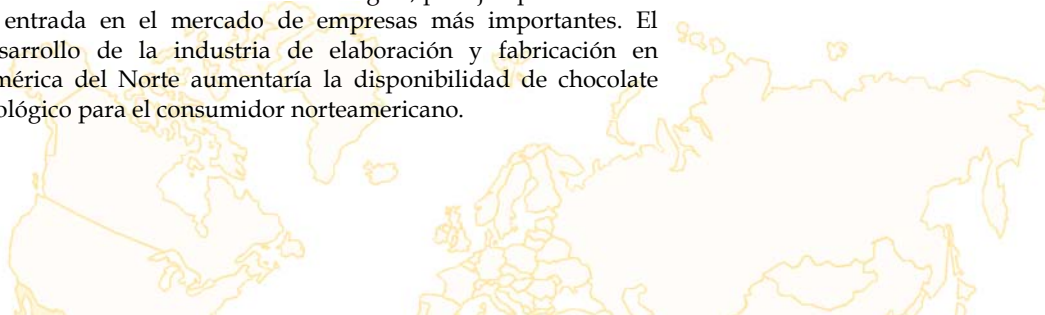 entrada en el mercado de empresas más importantes. El
sarrollo de la industria de elaboración y fabricación en
mérica del Norte aumentaría la disponibilidad de chocolate
ológico para el consumidor norteamericano.